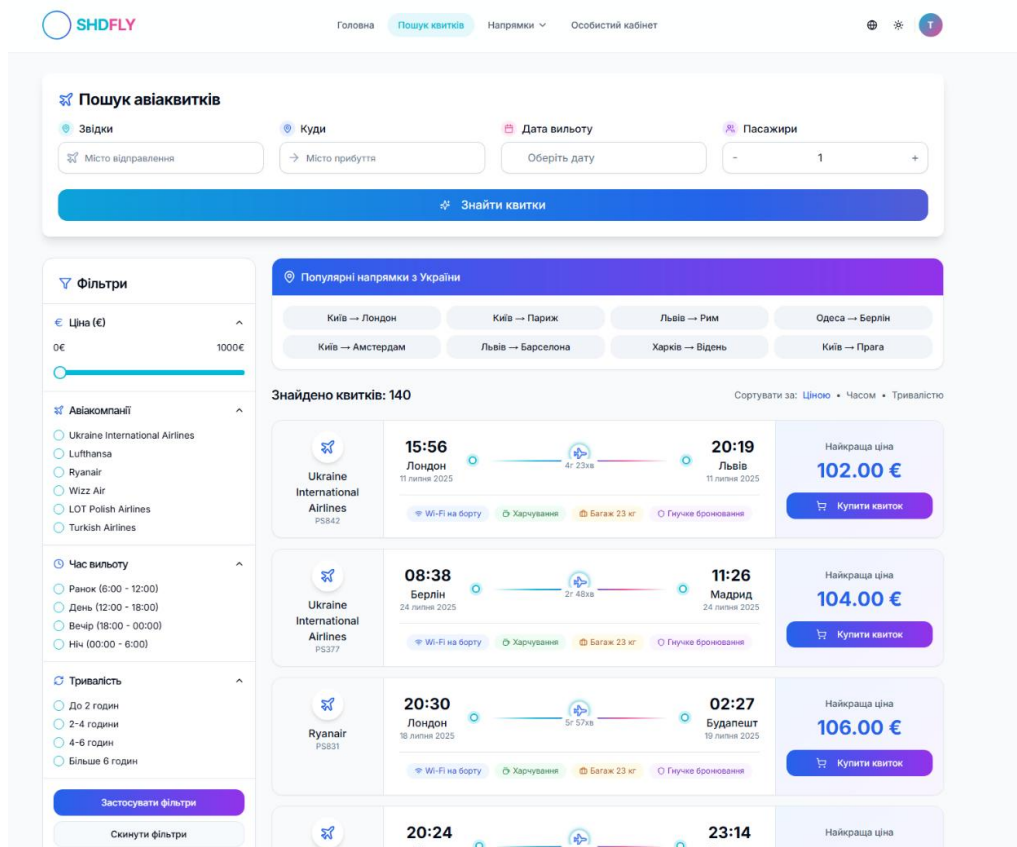 SHDFLY
Головна Пошук квитків Напрямки Особистий кабінет T
Пошук авіаквитків
Звідки Куди Дата вильоту Пасажири
Місто відправлення Місто прибуття Оберіть дату - 1 +
Знайти квитки
Фільтри
€ Ціна (€)
0€ 1000€
Авіакомпанії
Ukraine International Airlines
Lufthansa
Ryanair
Wizz Air
LOT Polish Airlines
Turkish Airlines
Час вильоту
Ранок (6:00 - 12:00)
День (12:00 - 18:00)
Вечір (18:00 - 00:00)
Ніч (00:00 - 6:00)
Тривалість
До 2 годин
2-4 години
4-6 годин
Більше 6 годин
Застосувати фільтри
Скинути фільтри
Популярні напрямки з України
Київ → Лондон Київ → Париж Львів → Рим Одеса → Берлін
Київ → Амстердам Львів → Барселона Харків → Відень Київ → Прага
Знайдено квитків: 140
Сортувати за: Ціною • Часом • Тривалістю
Ukraine
International
Airlines
PS842
15:56
Лондон
11 липня 2025
4г 23хв
20:19
Львів
11 липня 2025
Wi-Fi на борту Харчування Багаж 23 кг Гнучке бронювання
Найкраща ціна
102.00 €
Купити квиток
Ukraine
International
Airlines
PS377
08:38
Берлін
24 липня 2025
2г 48хв
11:26
Мадрид
24 липня 2025
Wi-Fi на борту Харчування Багаж 23 кг Гнучке бронювання
Найкраща ціна
104.00 €
Купити квиток
Ryanair
PS831
20:30
Лондон
18 липня 2025
5г 57хв
02:27
Будапешт
19 липня 2025
Wi-Fi на борту Харчування Багаж 23 кг Гнучке бронювання
Найкраща ціна
106.00 €
Купити квиток
20:24
23:14
Найкраща ціна